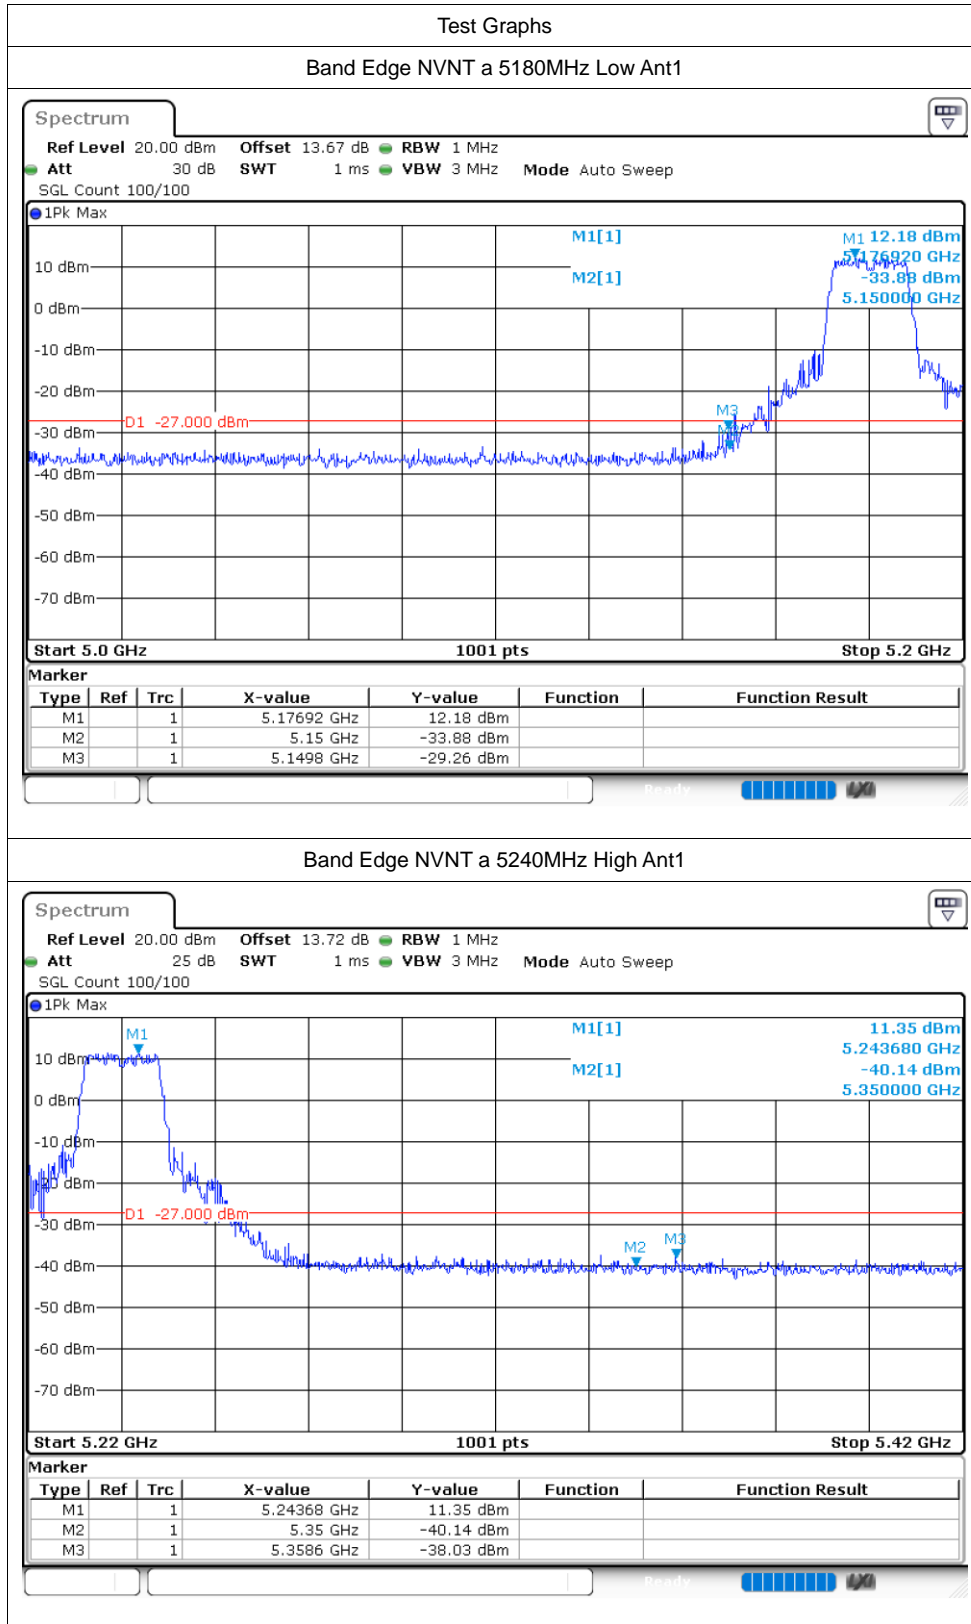 Test Graphs
Band Edge NVNT a 5180MHz Low Ant1
Spectrum
Ref Level 20.00 dBm Offset 13.67 dB RBW 1 MHz
Att 30 dB SWT 1 ms VBW 3 MHz Mode Auto Sweep
SGL Count 100/100
1Pk Max
M1[1] M1 12.18 dBm
5.176920 GHz
10 dBm
M2[1] -33.88 dBm
5.150000 GHz
0 dBm
-10 dBm
-20 dBm
M3
D1 -27.000 dBm
-30 dBm
-40 dBm
-50 dBm
-60 dBm
-70 dBm
Start 5.0 GHz 1001 pts Stop 5.2 GHz
Marker
Type Ref Trc X-value Y-value Function Function Result
M1 1 5.17692 GHz 12.18 dBm
M2 1 5.15 GHz -33.88 dBm
M3 1 5.1498 GHz -29.26 dBm
Ready LXI
Band Edge NVNT a 5240MHz High Ant1
Spectrum
Ref Level 20.00 dBm Offset 13.72 dB RBW 1 MHz
Att 25 dB SWT 1 ms VBW 3 MHz Mode Auto Sweep
SGL Count 100/100
1Pk Max
M1 M1[1] 11.35 dBm
5.243680 GHz
10 dBm
M2[1] -40.14 dBm
5.350000 GHz
0 dBm
-10 dBm
-20 dBm
D1 -27.000 dBm
-30 dBm
M2 M3
-40 dBm
-50 dBm
-60 dBm
-70 dBm
Start 5.22 GHz 1001 pts Stop 5.42 GHz
Marker
Type Ref Trc X-value Y-value Function Function Result
M1 1 5.24368 GHz 11.35 dBm
M2 1 5.35 GHz -40.14 dBm
M3 1 5.3586 GHz -38.03 dBm
Ready LXI